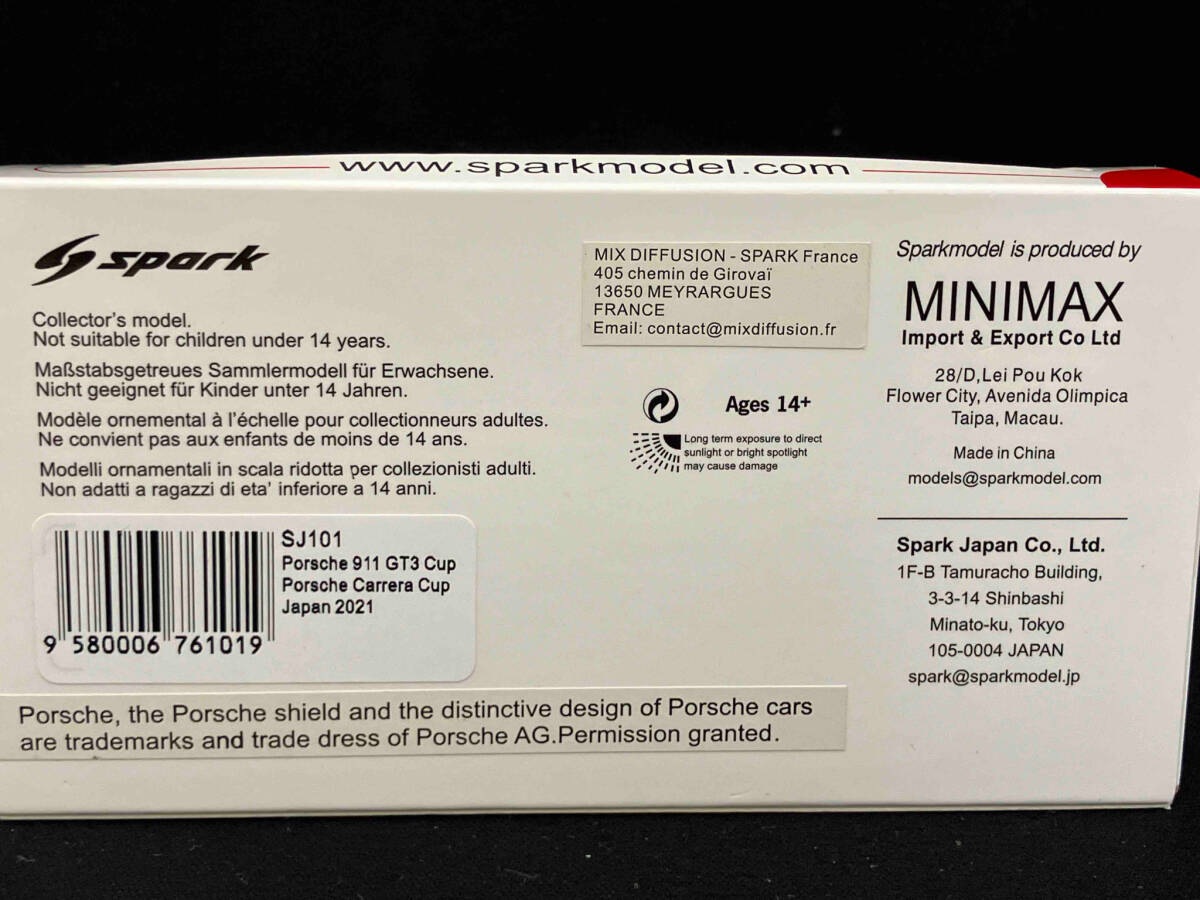 www.sparkmodel.com
spark
Collector's model.
Not suitable for children under 14 years.
Maßstabsgetreues Sammlermodell für Erwachsene.
Nicht geeignet für Kinder unter 14 Jahren.
Modèle ornemental à l'échelle pour collectionneurs adultes.
Ne convient pas aux enfants de moins de 14 ans.
Modelli ornamentali in scala ridotta per collezionisti adulti.
Non adatti a ragazzi di eta' inferiore a 14 anni.
SJ101
Porsche 911 GT3 Cup
Porsche Carrera Cup
Japan 2021
9 580006 761019
Porsche, the Porsche shield and the distinctive design of Porsche cars
are trademarks and trade dress of Porsche AG.Permission granted.
MIX DIFFUSION - SPARK France
405 chemin de Girovaï
13650 MEYRARGUES
FRANCE
Email: contact@mixdiffusion.fr
Ages 14+
Long term exposure to direct
sunlight or bright spotlight
may cause damage
Sparkmodel is produced by
MINIMAX
Import & Export Co Ltd
28/D,Lei Pou Kok
Flower City, Avenida Olimpica
Taipa, Macau.
Made in China
models@sparkmodel.com
Spark Japan Co., Ltd.
1F-B Tamuracho Building,
3-3-14 Shinbashi
Minato-ku, Tokyo
105-0004 JAPAN
spark@sparkmodel.jp